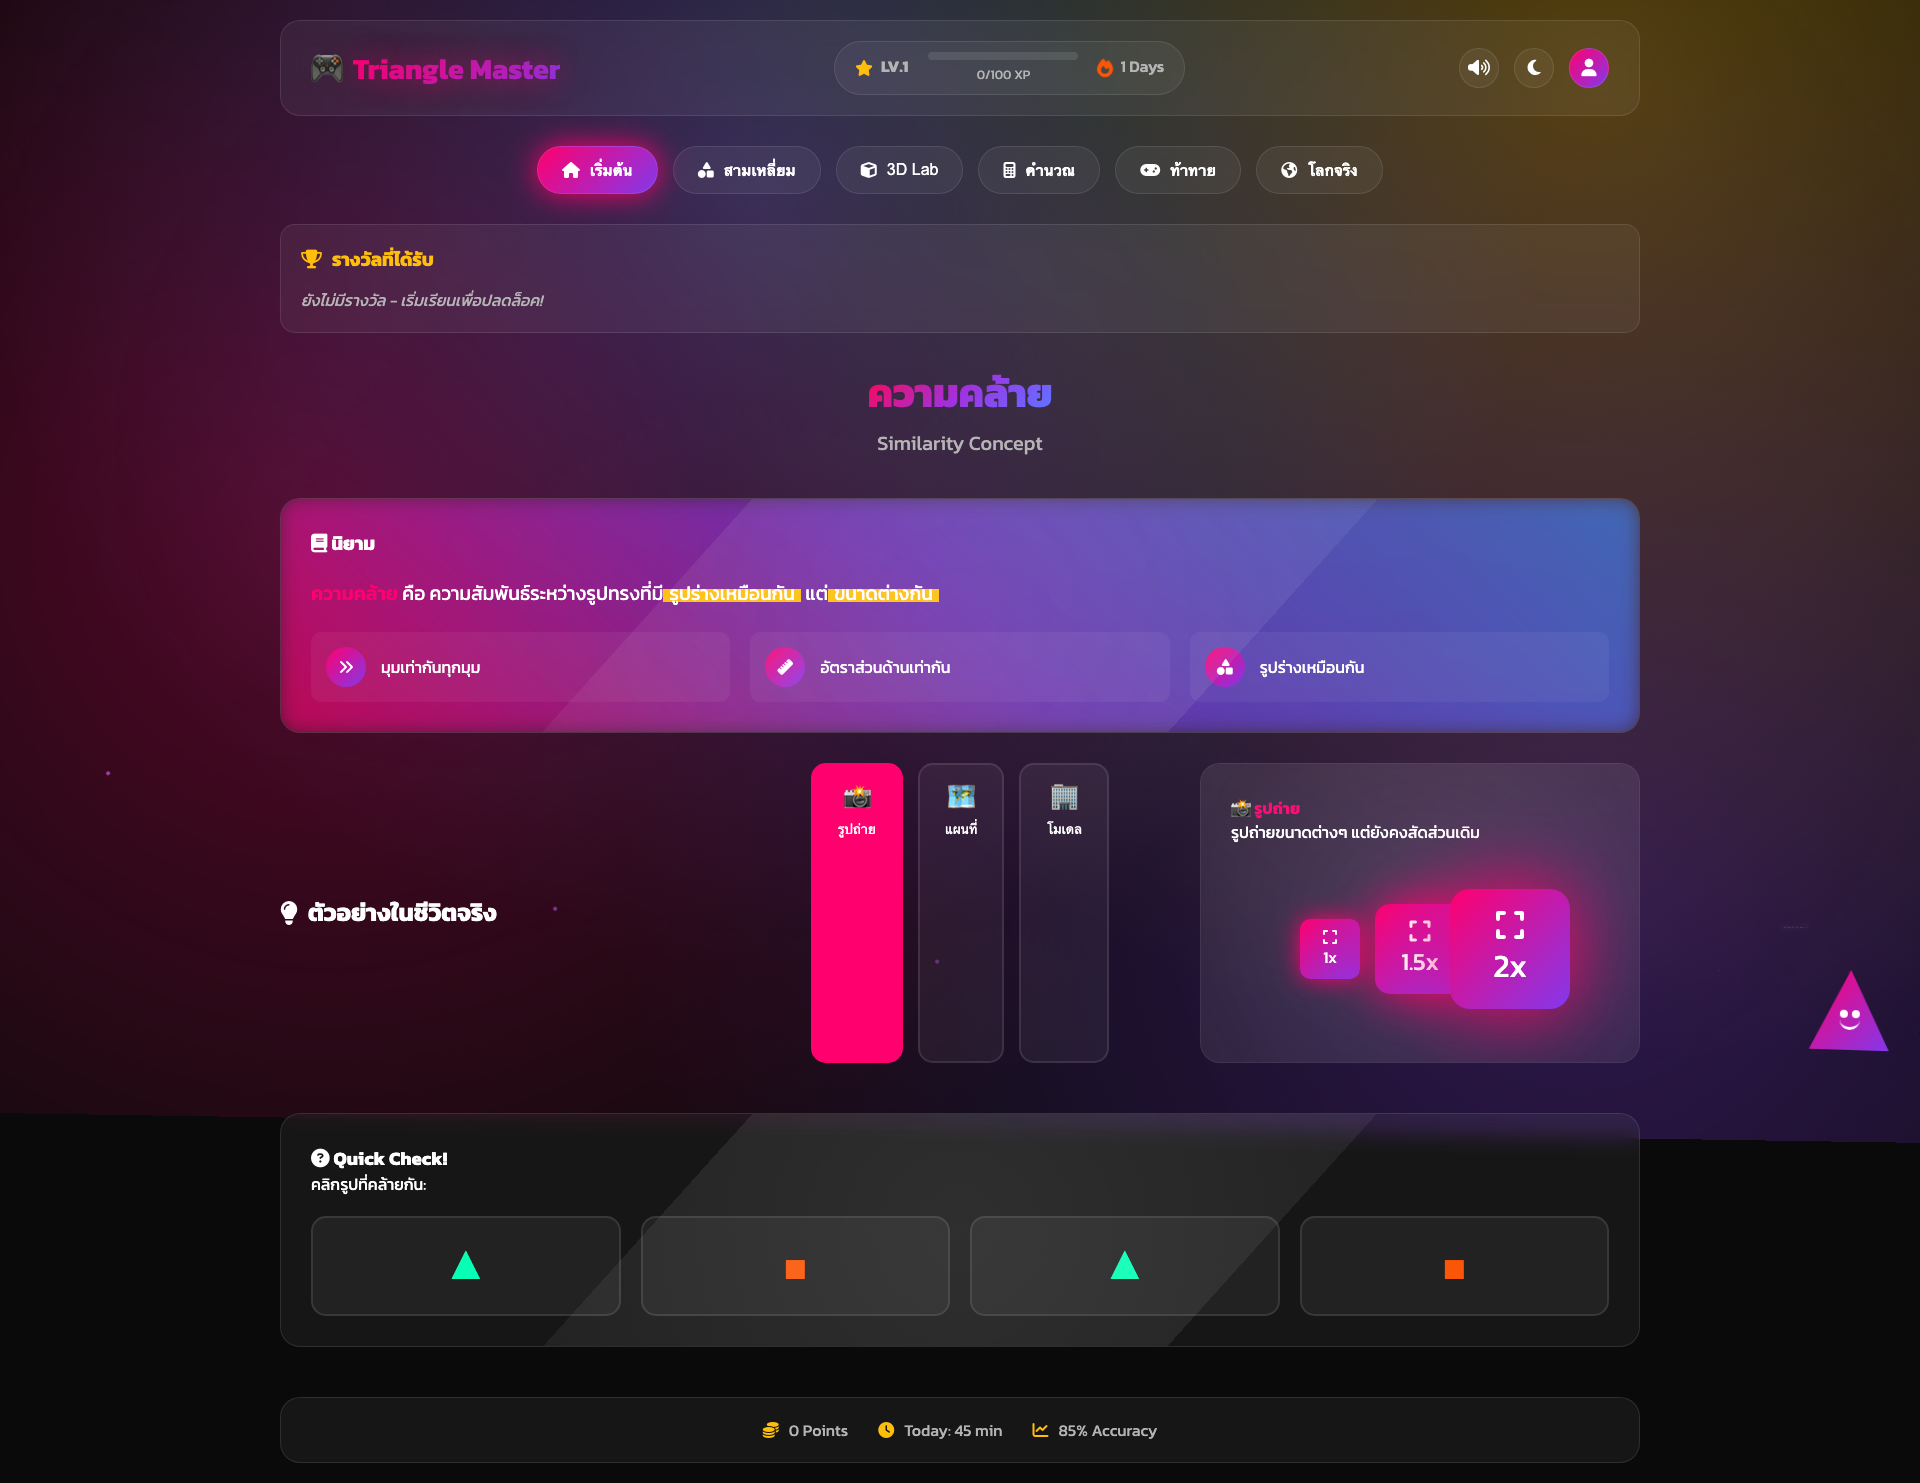 Triangle Master
LV.1
0/100 XP
1 Days
เริ่มต้น
สามเหลี่ยม
3D Lab
คำนวณ
ท้าทาย
โลกจริง
รางวัลที่ได้รับ
ยังไม่มีรางวัล - เริ่มเรียนเพื่อปลดล็อค!
ความคล้าย
Similarity Concept
นิยาม
ความคล้าย คือ ความสัมพันธ์ระหว่างรูปทรงที่มี รูปร่างเหมือนกัน แต่ ขนาดต่างกัน
มุมเท่ากันทุกมุม
อัตราส่วนด้านเท่ากัน
รูปร่างเหมือนกัน
ตัวอย่างในชีวิตจริง
รูปถ่าย
แผนที่
โมเดล
รูปถ่าย
รูปถ่ายขนาดต่างๆ แต่ยังคงสัดส่วนเดิม
1x
1.5x
2x
Quick Check!
คลิกรูปที่คล้ายกัน:
0 Points
Today: 45 min
85% Accuracy